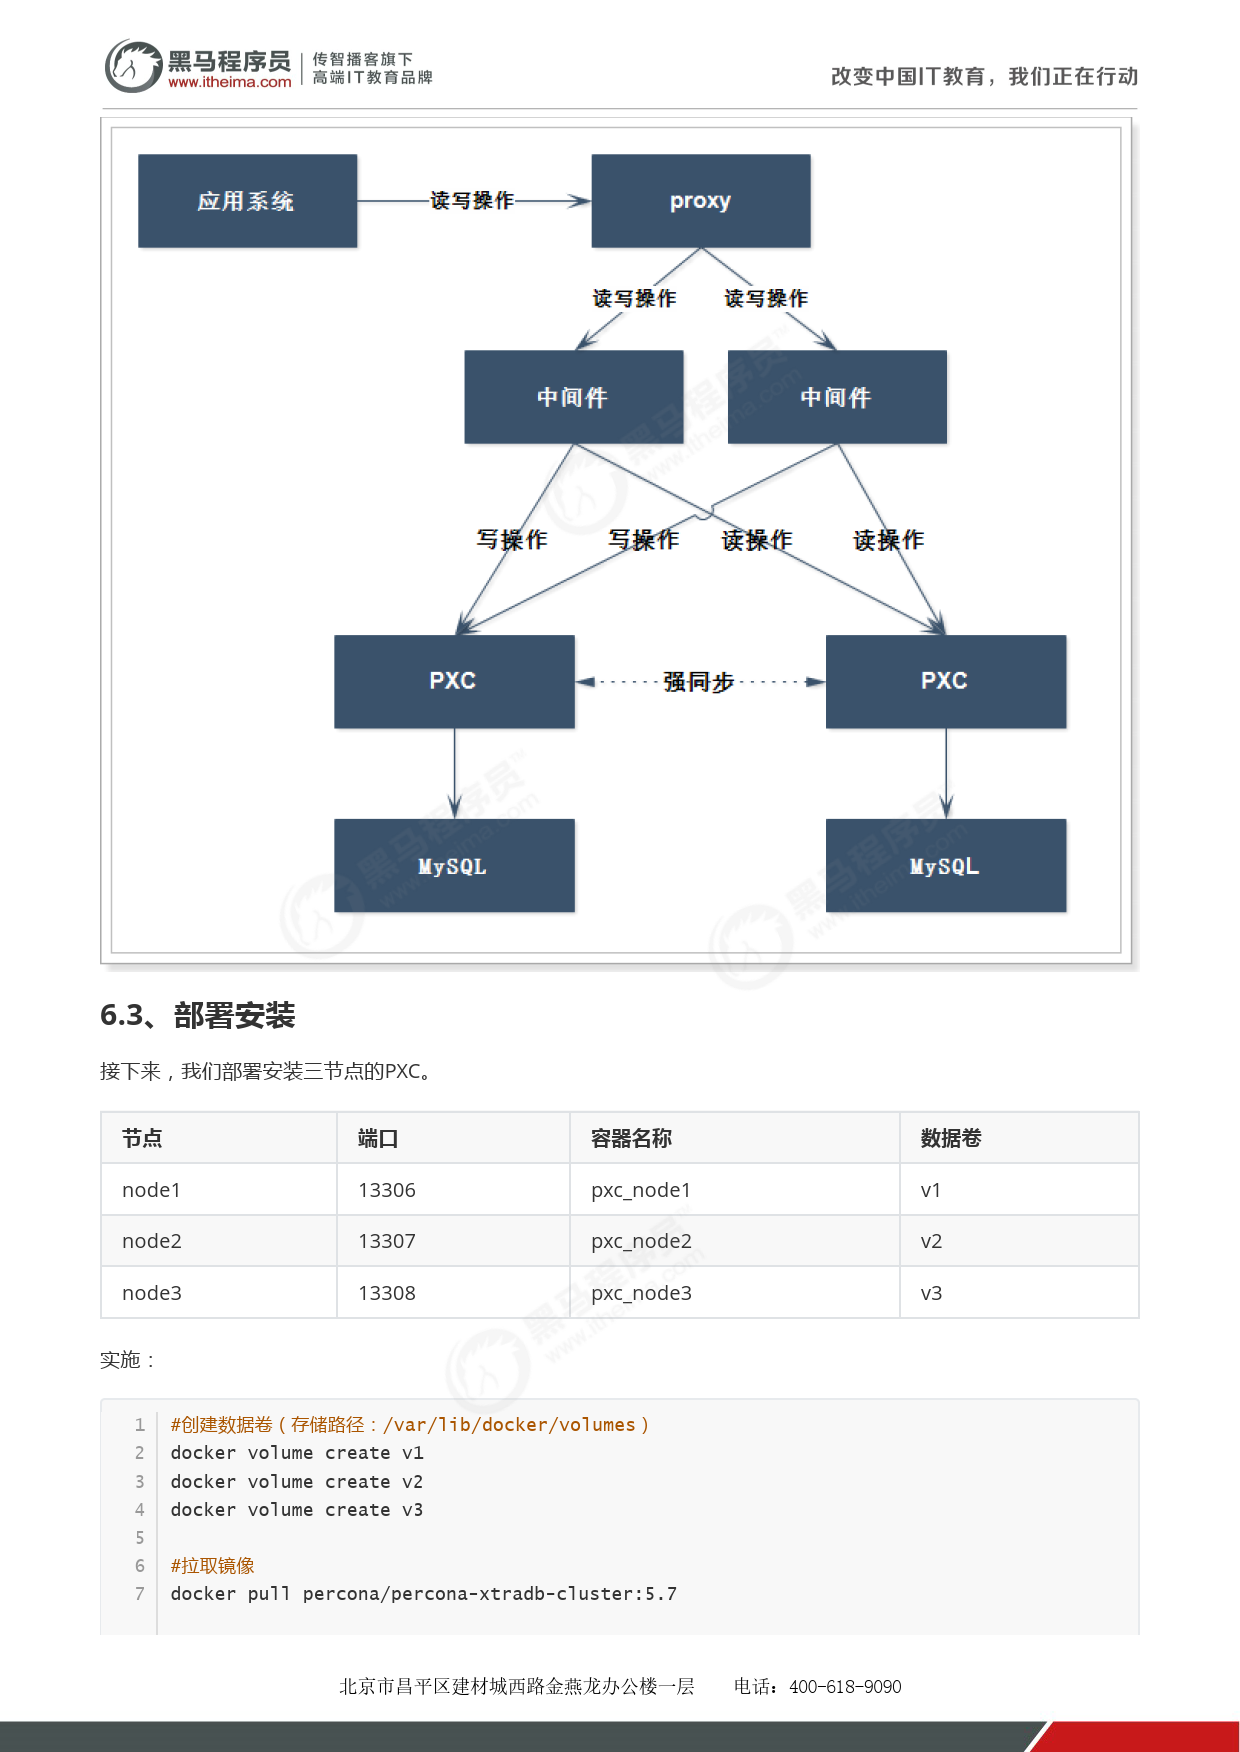 黑马程序员
www.itheima.com
传智播客旗下
高端IT教育品牌
改变中国IT教育，我们正在行动
应用系统
读写操作
proxy
读写操作
读写操作
中间件
中间件
写操作
写操作
读操作
读操作
PXC
强同步
PXC
MySQL
MySQL
6.3、部署安装
接下来，我们部署安装三节点的PXC。
节点 端口 容器名称 数据卷
node1 13306 pxc_node1 v1
node2 13307 pxc_node2 v2
node3 13308 pxc_node3 v3
实施：
1 #创建数据卷（存储路径：/var/lib/docker/volumes）
2 docker volume create v1
3 docker volume create v2
4 docker volume create v3
5
6 #拉取镜像
7 docker pull percona/percona-xtradb-cluster:5.7
北京市昌平区建材城西路金燕龙办公楼一层 电话：400-618-9090